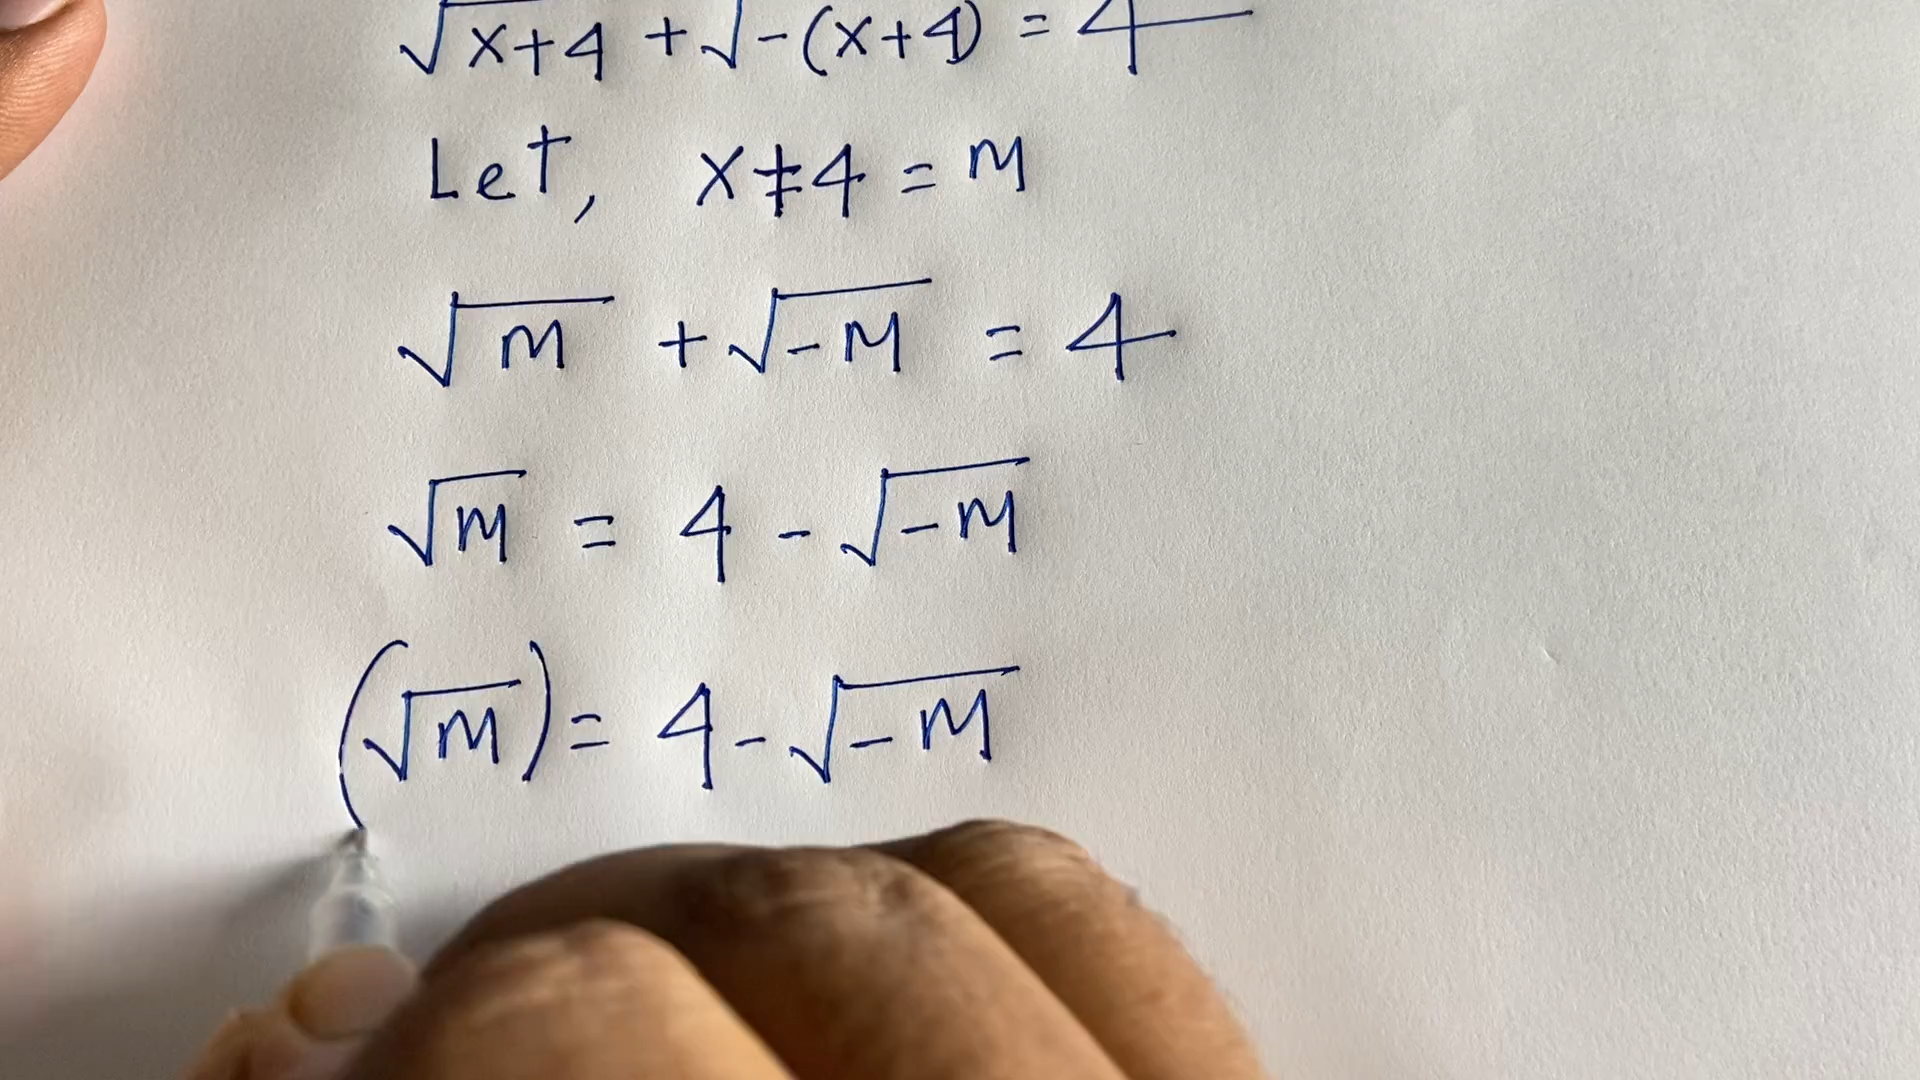 √x+4 + √-(x+4) = 4
Let, x+4 = m
√m + √-m = 4
√m = 4 - √-m
(√m) = 4 - √-m